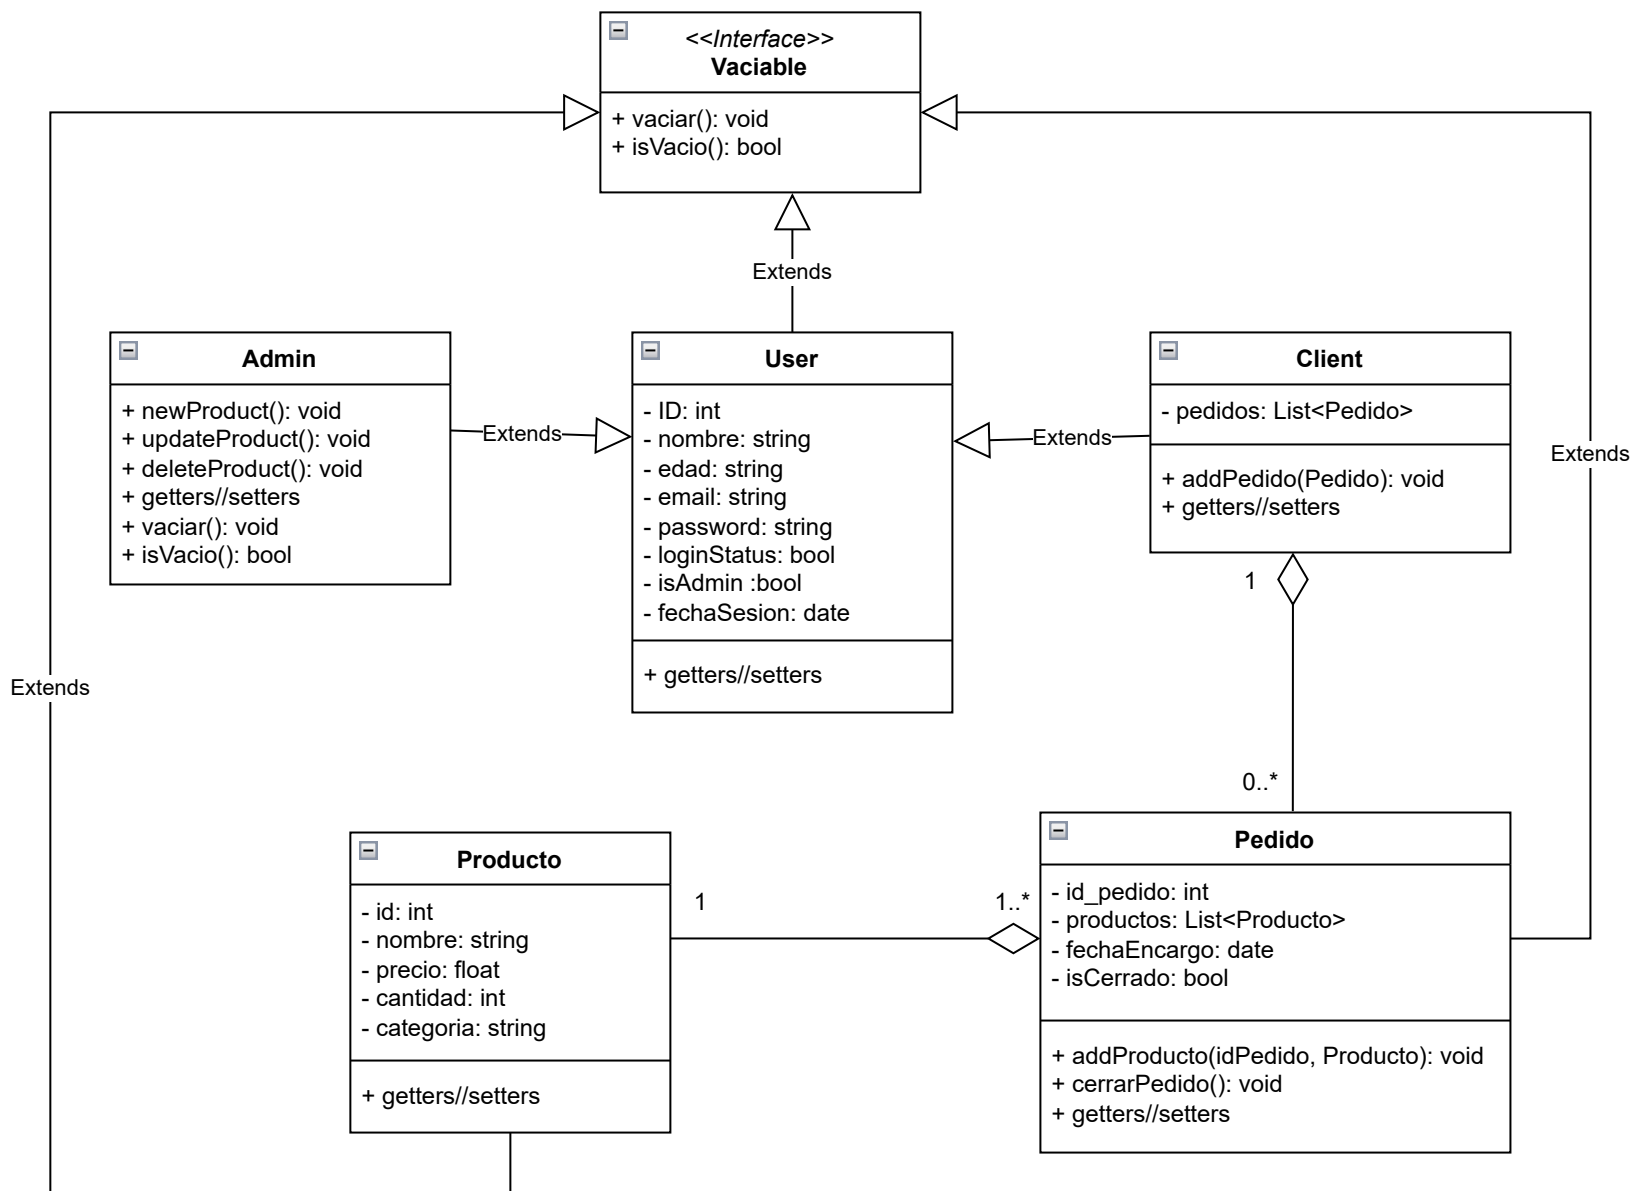 <<Interface>>
Vaciable
+ vaciar(): void
+ isVacio(): bool
Extends
Admin
+ newProduct(): void
+ updateProduct(): void
+ deleteProduct(): void
+ getters//setters
+ vaciar(): void
+ isVacio(): bool
Extends
User
- ID: int
- nombre: string
- edad: string
- email: string
- password: string
- loginStatus: bool
- isAdmin :bool
- fechaSesion: date
+ getters//setters
Extends
Client
- pedidos: List<Pedido>
+ addPedido(Pedido): void
+ getters//setters
Extends
1
0..*
Extends
Producto
- id: int
- nombre: string
- precio: float
- cantidad: int
- categoria: string
+ getters//setters
1
1..*
Pedido
- id_pedido: int
- productos: List<Producto>
- fechaEncargo: date
- isCerrado: bool
+ addProducto(idPedido, Producto): void
+ cerrarPedido(): void
+ getters//setters